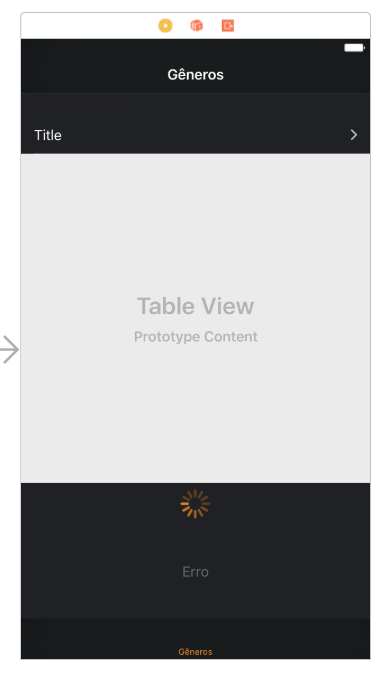 Gêneros
Title
Table View
Prototype Content
Erro
Gêneros